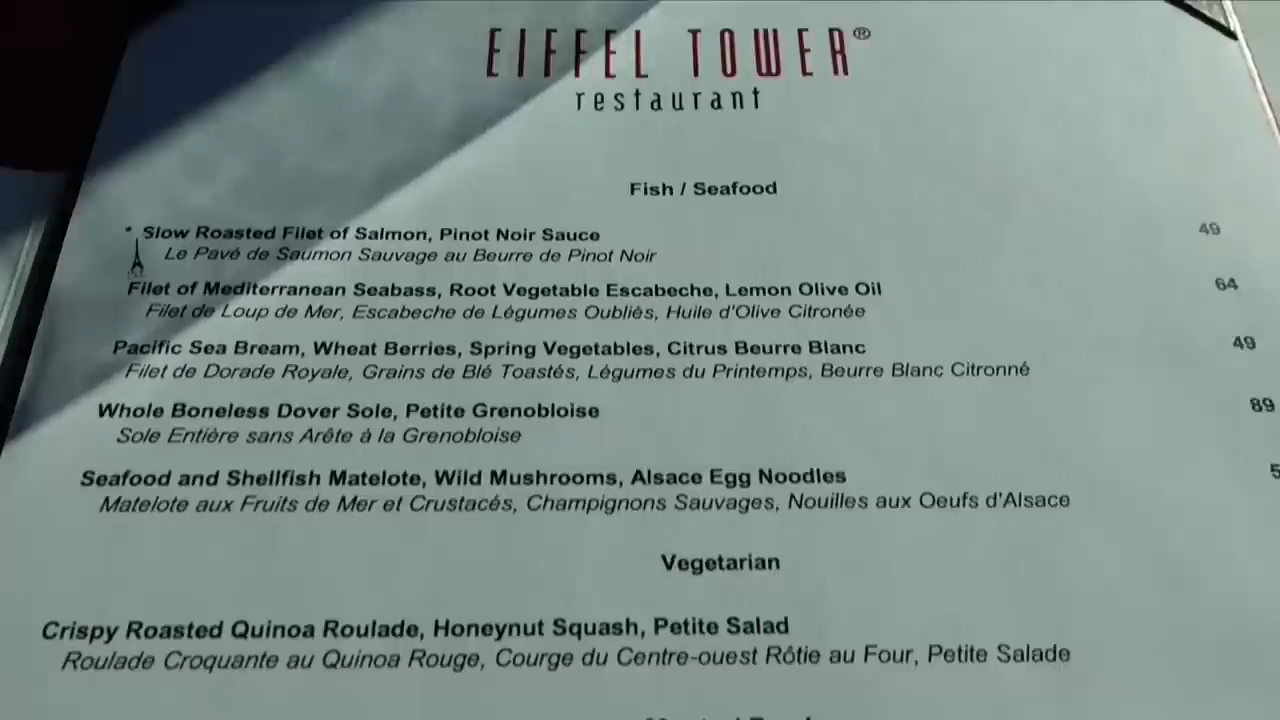 EIFFEL TOWER®
restaurant
Fish / Seafood
* Slow Roasted Filet of Salmon, Pinot Noir Sauce 49
Le Pavé de Saumon Sauvage au Beurre de Pinot Noir
Filet of Mediterranean Seabass, Root Vegetable Escabeche, Lemon Olive Oil 64
Filet de Loup de Mer, Escabeche de Légumes Oubliés, Huile d'Olive Citronée
Pacific Sea Bream, Wheat Berries, Spring Vegetables, Citrus Beurre Blanc 49
Filet de Dorade Royale, Grains de Blé Toastés, Légumes du Printemps, Beurre Blanc Citronné
Whole Boneless Dover Sole, Petite Grenobloise 89
Sole Entière sans Arête à la Grenobloise
Seafood and Shellfish Matelote, Wild Mushrooms, Alsace Egg Noodles
Matelote aux Fruits de Mer et Crustacés, Champignons Sauvages, Nouilles aux Oeufs d'Alsace
Vegetarian
Crispy Roasted Quinoa Roulade, Honeynut Squash, Petite Salad
Roulade Croquante au Quinoa Rouge, Courge du Centre-ouest Rôtie au Four, Petite Salade